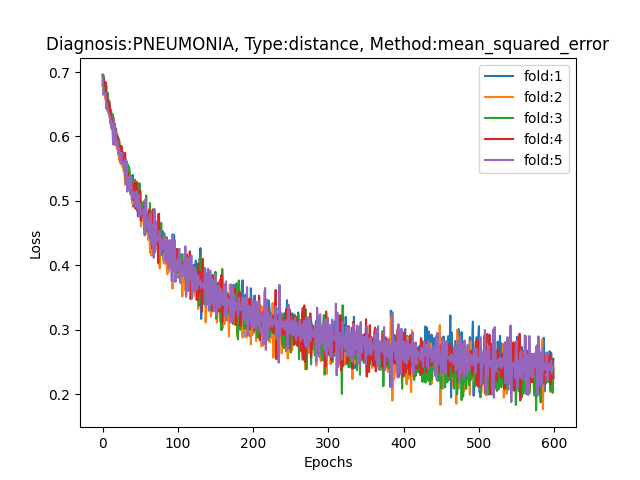 Diagnosis:PNEUMONIA, Type:distance, Method:mean_squared_error
0.7
0.6
0.5
0.4
0.3
0.2
Loss
fold:1
fold:2
fold:3
fold:4
fold:5
0 100 200 300 400 500 600
Epochs